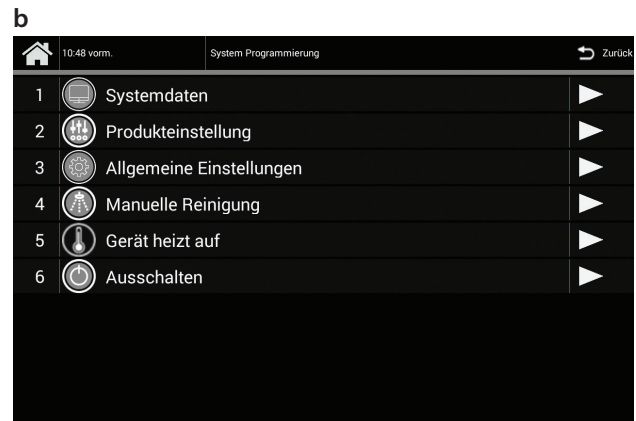 b
10:48 vorm. System Programmierung Zurück
1 Systemdaten
2 Produkteinstellung
3 Allgemeine Einstellungen
4 Manuelle Reinigung
5 Gerät heizt auf
6 Ausschalten